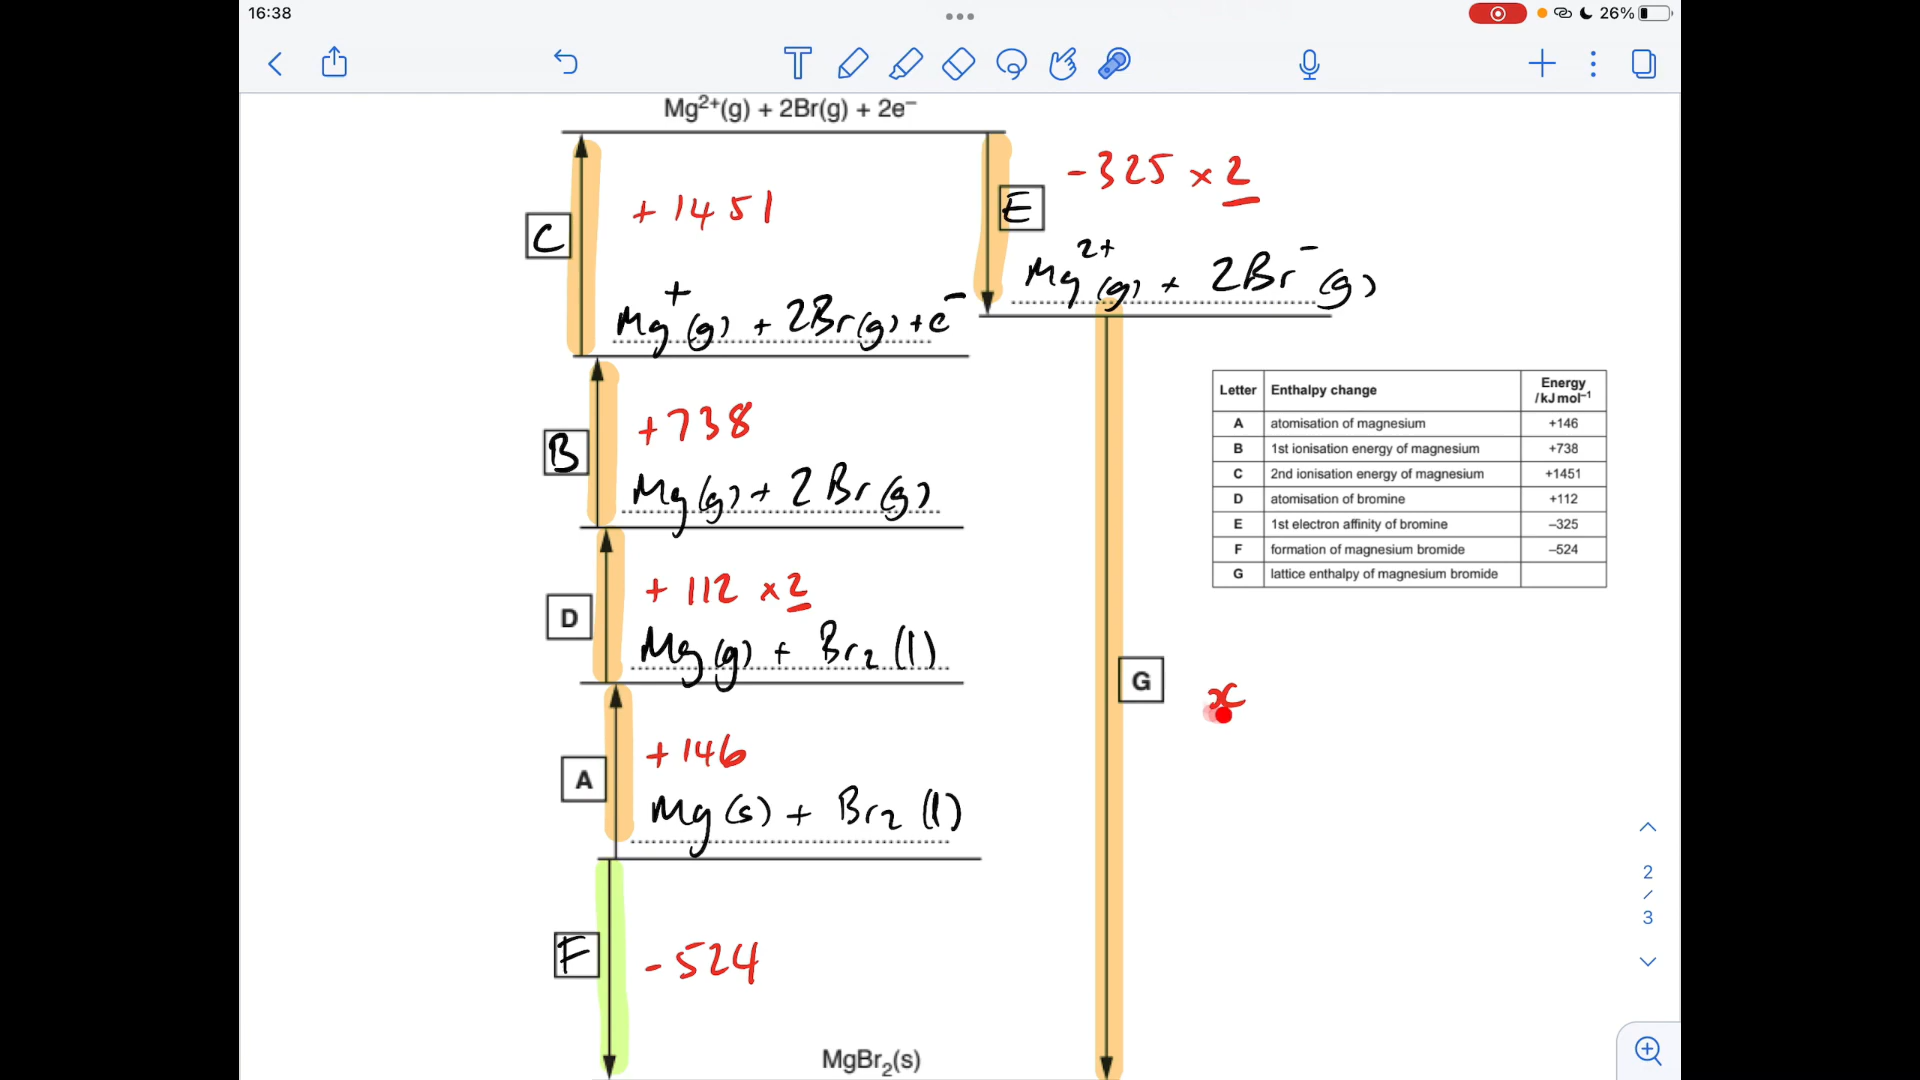 16:38
26%
Mg²⁺(g) + 2Br(g) + 2e⁻
- 325 × 2
E
+ 1451
C
Mg²⁺(g) + 2Br⁻(g)
Mg⁺(g) + 2Br(g) + e⁻
Letter Enthalpy change Energy /kJ mol⁻¹
A atomisation of magnesium +146
B 1st ionisation energy of magnesium +738
C 2nd ionisation energy of magnesium +1451
D atomisation of bromine +112
E 1st electron affinity of bromine –325
F formation of magnesium bromide –524
G lattice enthalpy of magnesium bromide
+738
B
Mg(g) + 2Br(g)
+ 112 × 2
D
Mg(g) + Br₂(l)
G
x
+ 146
A
Mg(s) + Br₂(l)
F
- 524
MgBr₂(s)
2
/
3